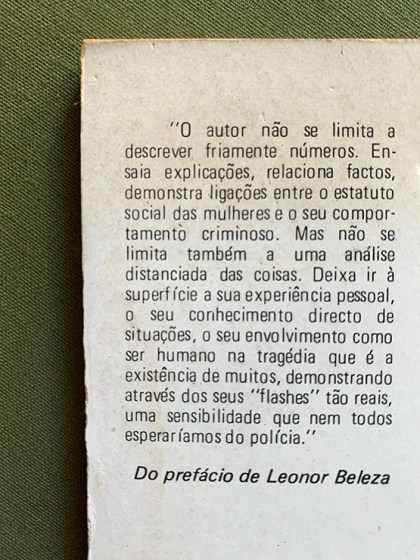 "O autor não se limita a
descrever friamente números. En-
saia explicações, relaciona factos,
demonstra ligações entre o estatuto
social das mulheres e o seu compor-
tamento criminoso. Mas não se
limita também a uma análise
distanciada das coisas. Deixa ir à
superfície a sua experiência pessoal,
o seu conhecimento directo de
situações, o seu envolvimento como
ser humano na tragédia que é a
existência de muitos, demonstrando
através dos seus "flashes" tão reais,
uma sensibilidade que nem todos
esperaríamos do polícia."
Do prefácio de Leonor Beleza